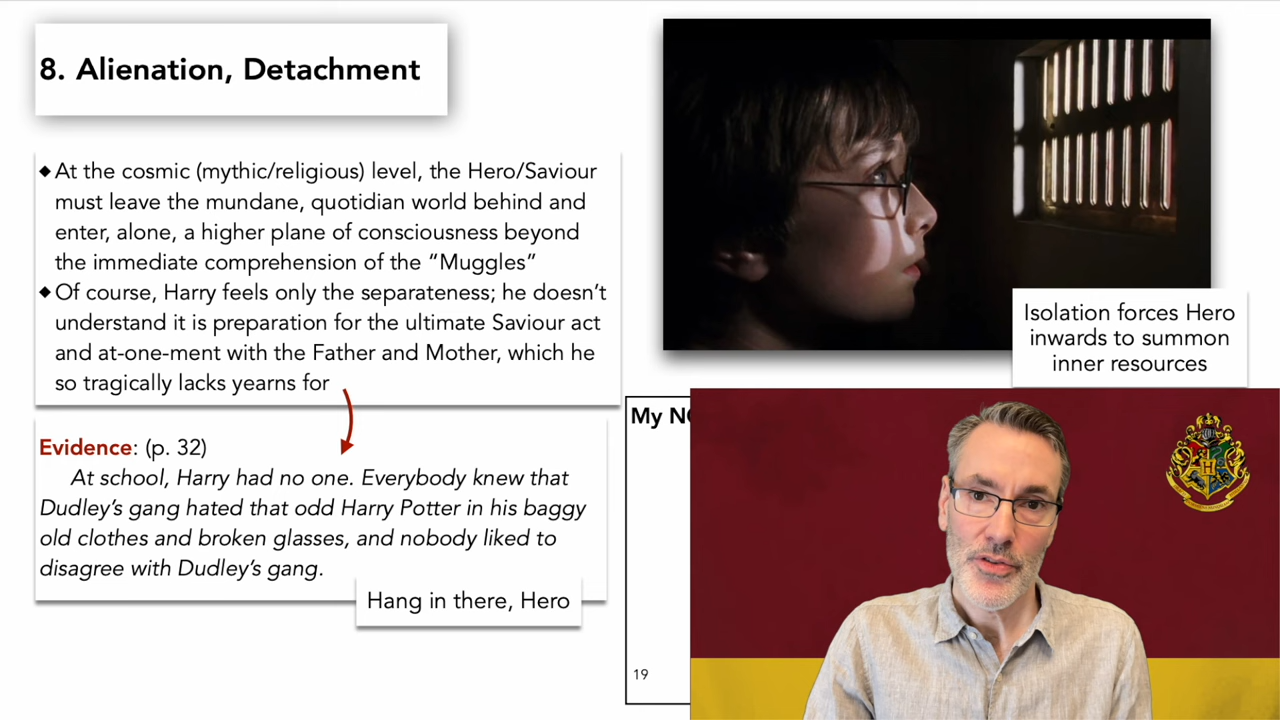 8. Alienation, Detachment
◆ At the cosmic (mythic/religious) level, the Hero/Saviour
must leave the mundane, quotidian world behind and
enter, alone, a higher plane of consciousness beyond
the immediate comprehension of the “Muggles”
◆ Of course, Harry feels only the separateness; he doesn’t
understand it is preparation for the ultimate Saviour act
and at-one-ment with the Father and Mother, which he
so tragically lacks yearns for
Evidence: (p. 32)
At school, Harry had no one. Everybody knew that
Dudley’s gang hated that odd Harry Potter in his baggy
old clothes and broken glasses, and nobody liked to
disagree with Dudley’s gang.
Hang in there, Hero
Isolation forces Hero
inwards to summon
inner resources
My
19
H